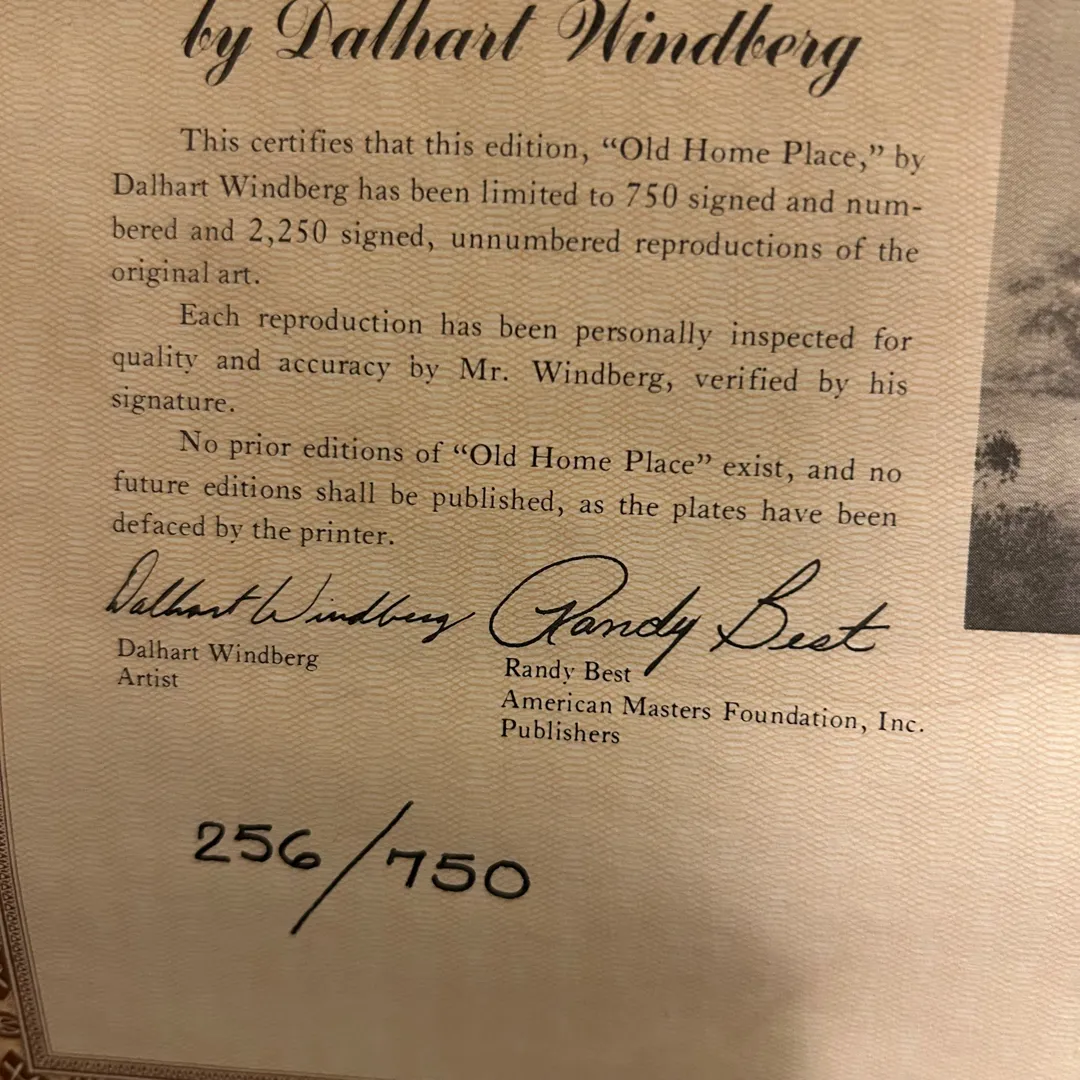 by Dalhart Windberg
This certifies that this edition, “Old Home Place,” by
Dalhart Windberg has been limited to 750 signed and num-
bered and 2,250 signed, unnumbered reproductions of the
original art.
Each reproduction has been personally inspected for
quality and accuracy by Mr. Windberg, verified by his
signature.
No prior editions of “Old Home Place” exist, and no
future editions shall be published, as the plates have been
defaced by the printer.
Dalhart Windberg
Dalhart Windberg
Artist
Randy Best
Randy Best
American Masters Foundation, Inc.
Publishers
256/750